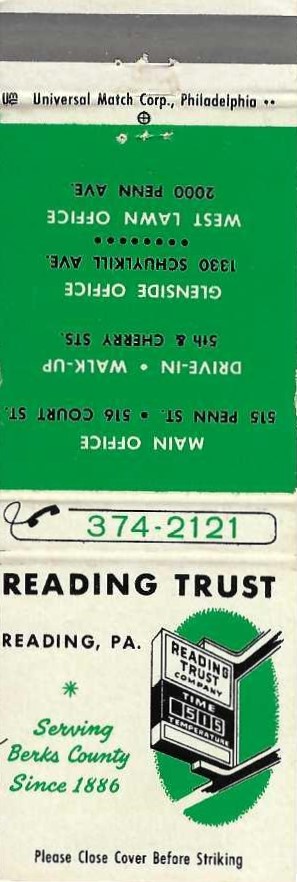 Universal Match Corp., Philadelphia
MAIN OFFICE
515 PENN ST. • 516 COURT ST.
DRIVE-IN • WALK-UP
5th & CHERRY STS.
GLENSIDE OFFICE
1330 SCHUYLKILL AVE.
WEST LAWN OFFICE
2000 PENN AVE.
374-2121
READING TRUST
READING, PA.
READING
TRUST
COMPANY
TIME
515
TEMPERATURE
Serving
Berks County
Since 1886
Please Close Cover Before Striking